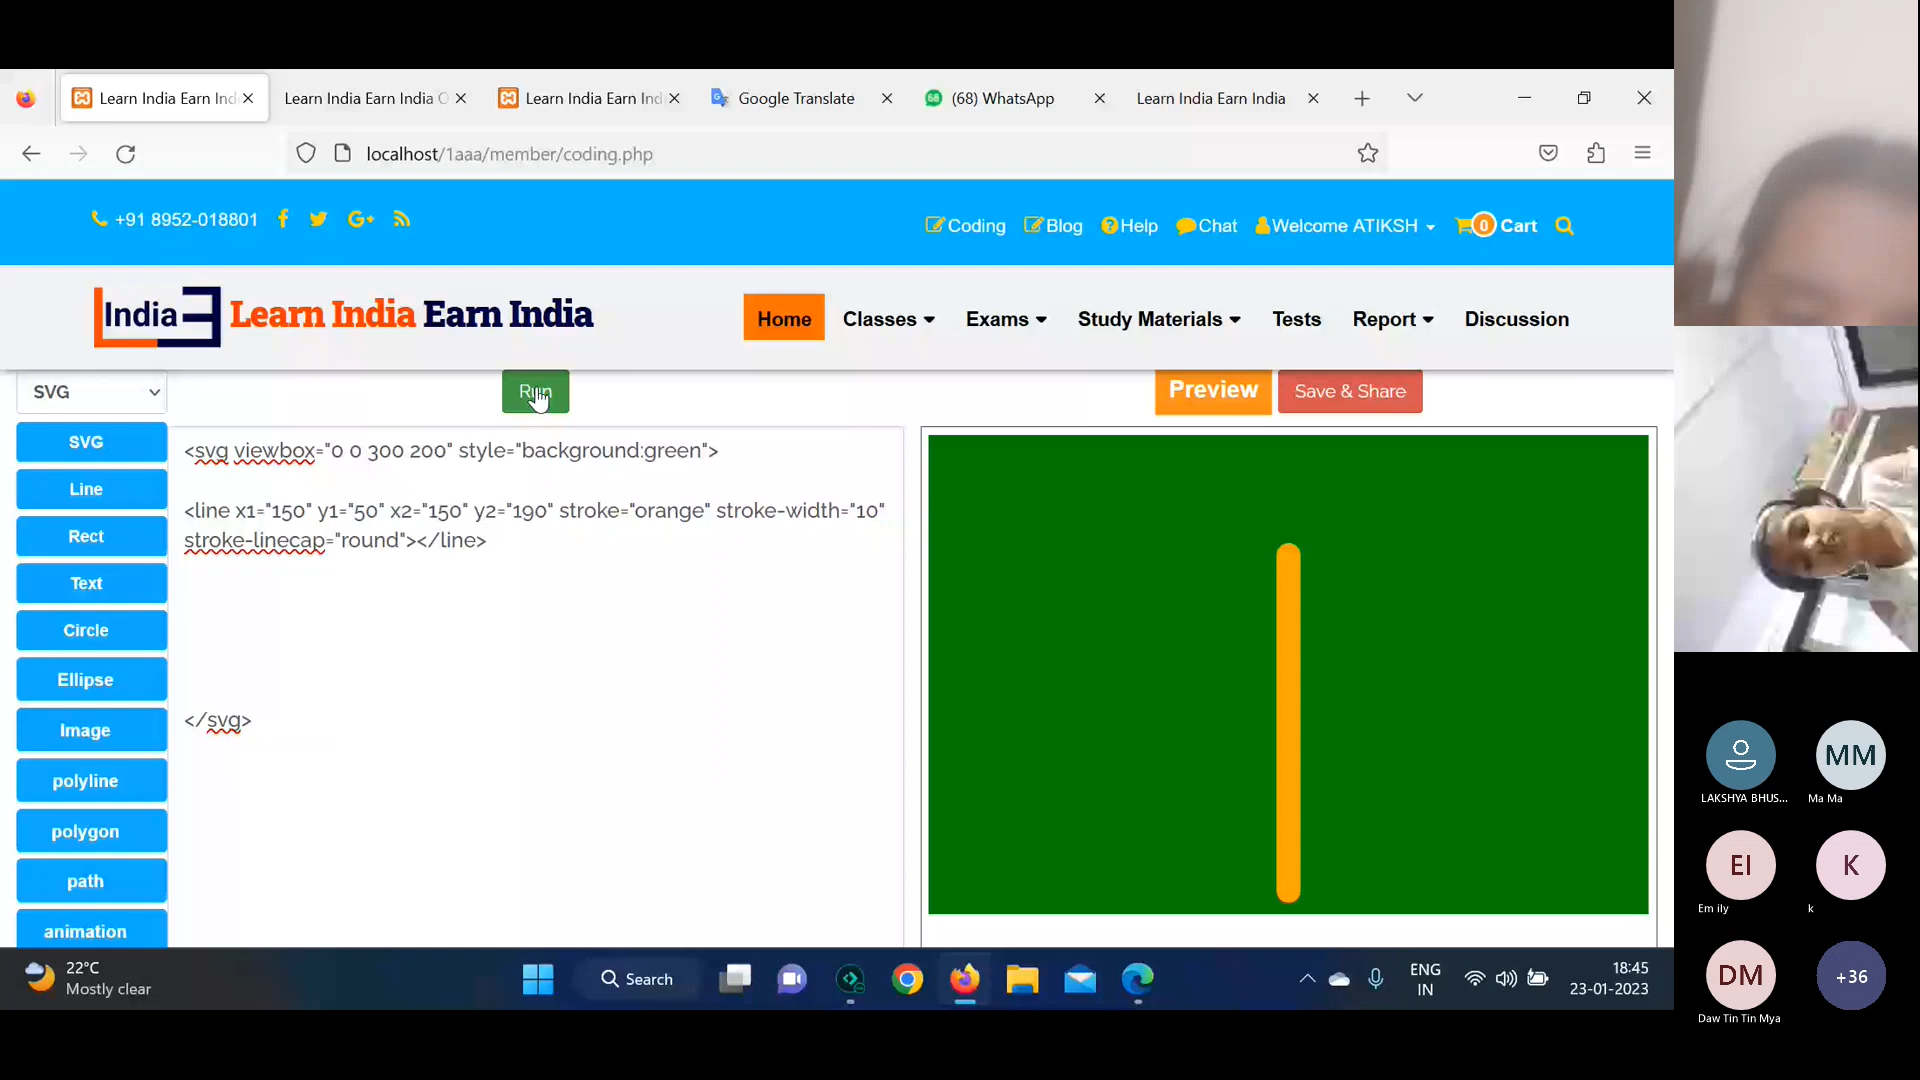 Learn India Earn Ind
Learn India Earn India O
Learn India Earn Ind
Google Translate
(68) WhatsApp
Learn India Earn India
localhost/1aaa/member/coding.php
+91 8952-018801
Coding
Blog
Help
Chat
Welcome ATIKSH
0
Cart
India
Learn India Earn India
Home
Classes
Exams
Study Materials
Tests
Report
Discussion
SVG
Run
Preview
Save & Share
SVG
Line
Rect
Text
Circle
Ellipse
Image
polyline
polygon
path
animation
<svg viewbox="0 0 300 200" style="background:green">
<line x1="150" y1="50" x2="150" y2="190" stroke="orange" stroke-width="10"
stroke-linecap="round"></line>
</svg>
LAKSHYA BHUS...
MM
Ma Ma
EI
Em ily
K
k
DM
Daw Tin Tin Mya
+36
22°C
Mostly clear
Search
ENG
IN
18:45
23-01-2023